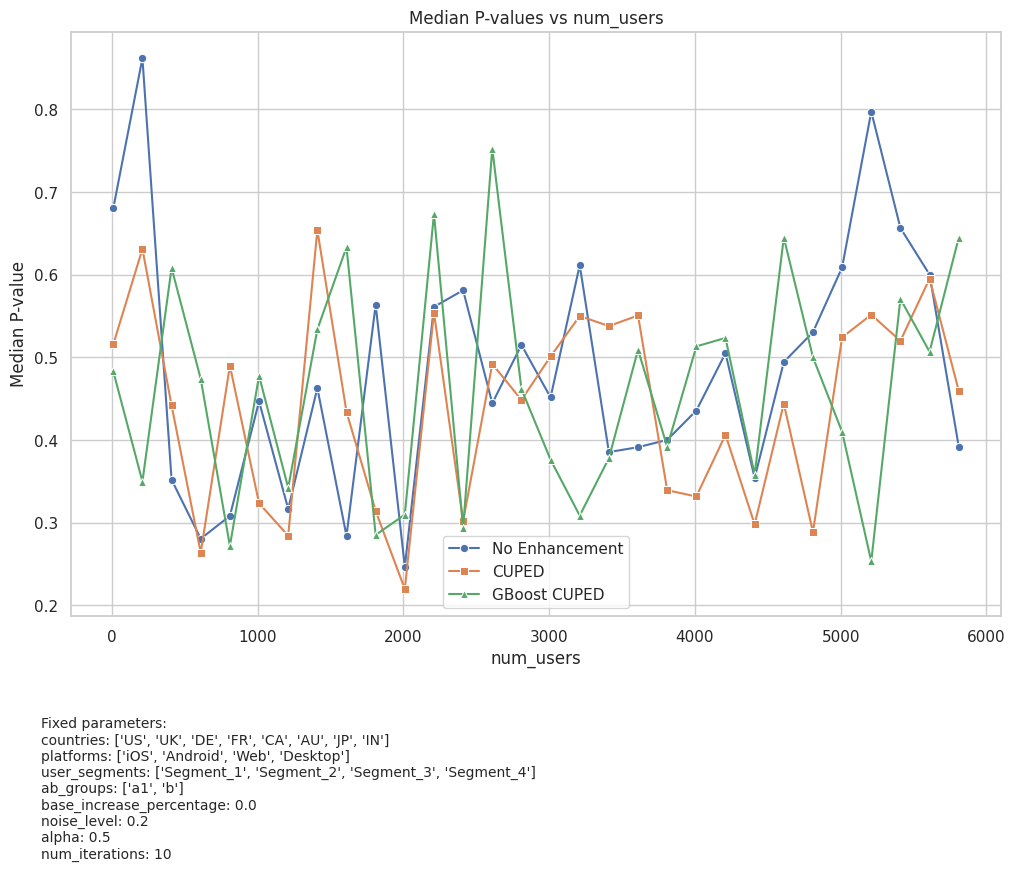 Median P-values vs num_users
Median P-value
0.8
0.7
0.6
0.5
0.4
0.3
0.2
No Enhancement
CUPED
GBoost CUPED
0 1000 2000 3000 4000 5000 6000
num_users
Fixed parameters:
countries: ['US', 'UK', 'DE', 'FR', 'CA', 'AU', 'JP', 'IN']
platforms: ['iOS', 'Android', 'Web', 'Desktop']
user_segments: ['Segment_1', 'Segment_2', 'Segment_3', 'Segment_4']
ab_groups: ['a1', 'b']
base_increase_percentage: 0.0
noise_level: 0.2
alpha: 0.5
num_iterations: 10